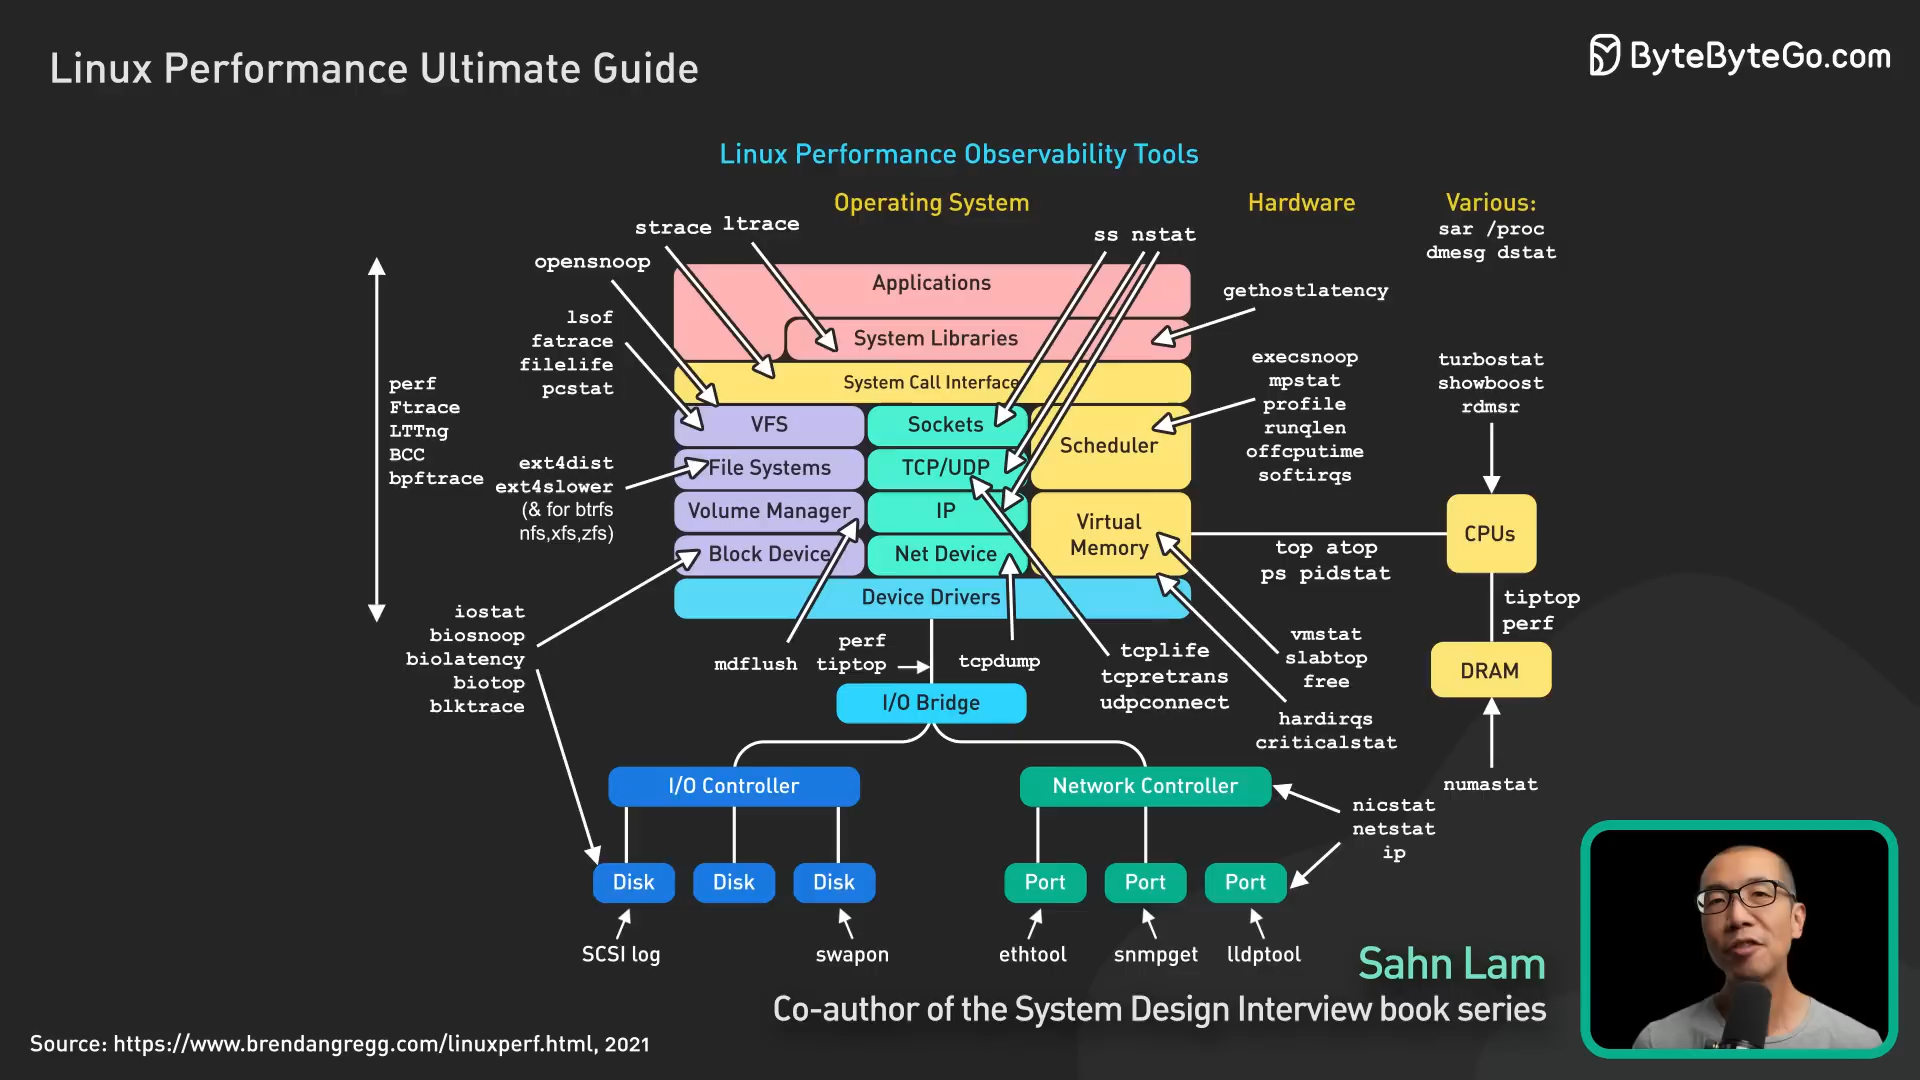 Linux Performance Ultimate Guide
ByteByteGo.com
Linux Performance Observability Tools
Operating System
Hardware
Various:
sar /proc
dmesg dstat
strace ltrace
ss nstat
opensnoop
lsof
fatrace
filelife
pcstat
gethostlatency
Applications
System Libraries
System Call Interface
VFS
Sockets
Scheduler
File Systems
TCP/UDP
Volume Manager
IP
Virtual
Memory
Block Device
Net Device
Device Drivers
perf
Ftrace
LTTng
BCC
bpftrace
ext4dist
ext4slower
(& for btrfs
nfs,xfs,zfs)
execsnoop
mpstat
profile
runqlen
offcputime
softirqs
turbostat
showboost
rdmsr
CPUs
top atop
ps pidstat
tiptop
perf
DRAM
numastat
iostat
biosnoop
biolatency
biotop
blktrace
mdflush
perf
tiptop
tcpdump
tcplife
tcpretrans
udpconnect
vmstat
slabtop
free
hardirqs
criticalstat
I/O Bridge
I/O Controller
Network Controller
nicstat
netstat
ip
Disk
Disk
Disk
Port
Port
Port
SCSI log
swapon
ethtool
snmpget
lldptool
Sahn Lam
Co-author of the System Design Interview book series
Source: https://www.brendangregg.com/linuxperf.html, 2021